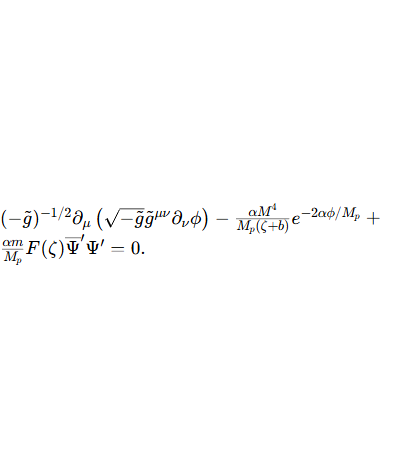 $(-\tilde{g})^{-1/2}\partial_\mu\left(\sqrt{-\tilde{g}}\tilde{g}^{\mu\nu}\partial_\nu\phi\right) - \frac{\alpha M^4}{M_p(\zeta+b)}e^{-2\alpha\phi/M_p} +$
$\frac{\alpha m}{M_p}F(\zeta)\overline{\Psi}'\Psi' = 0.$